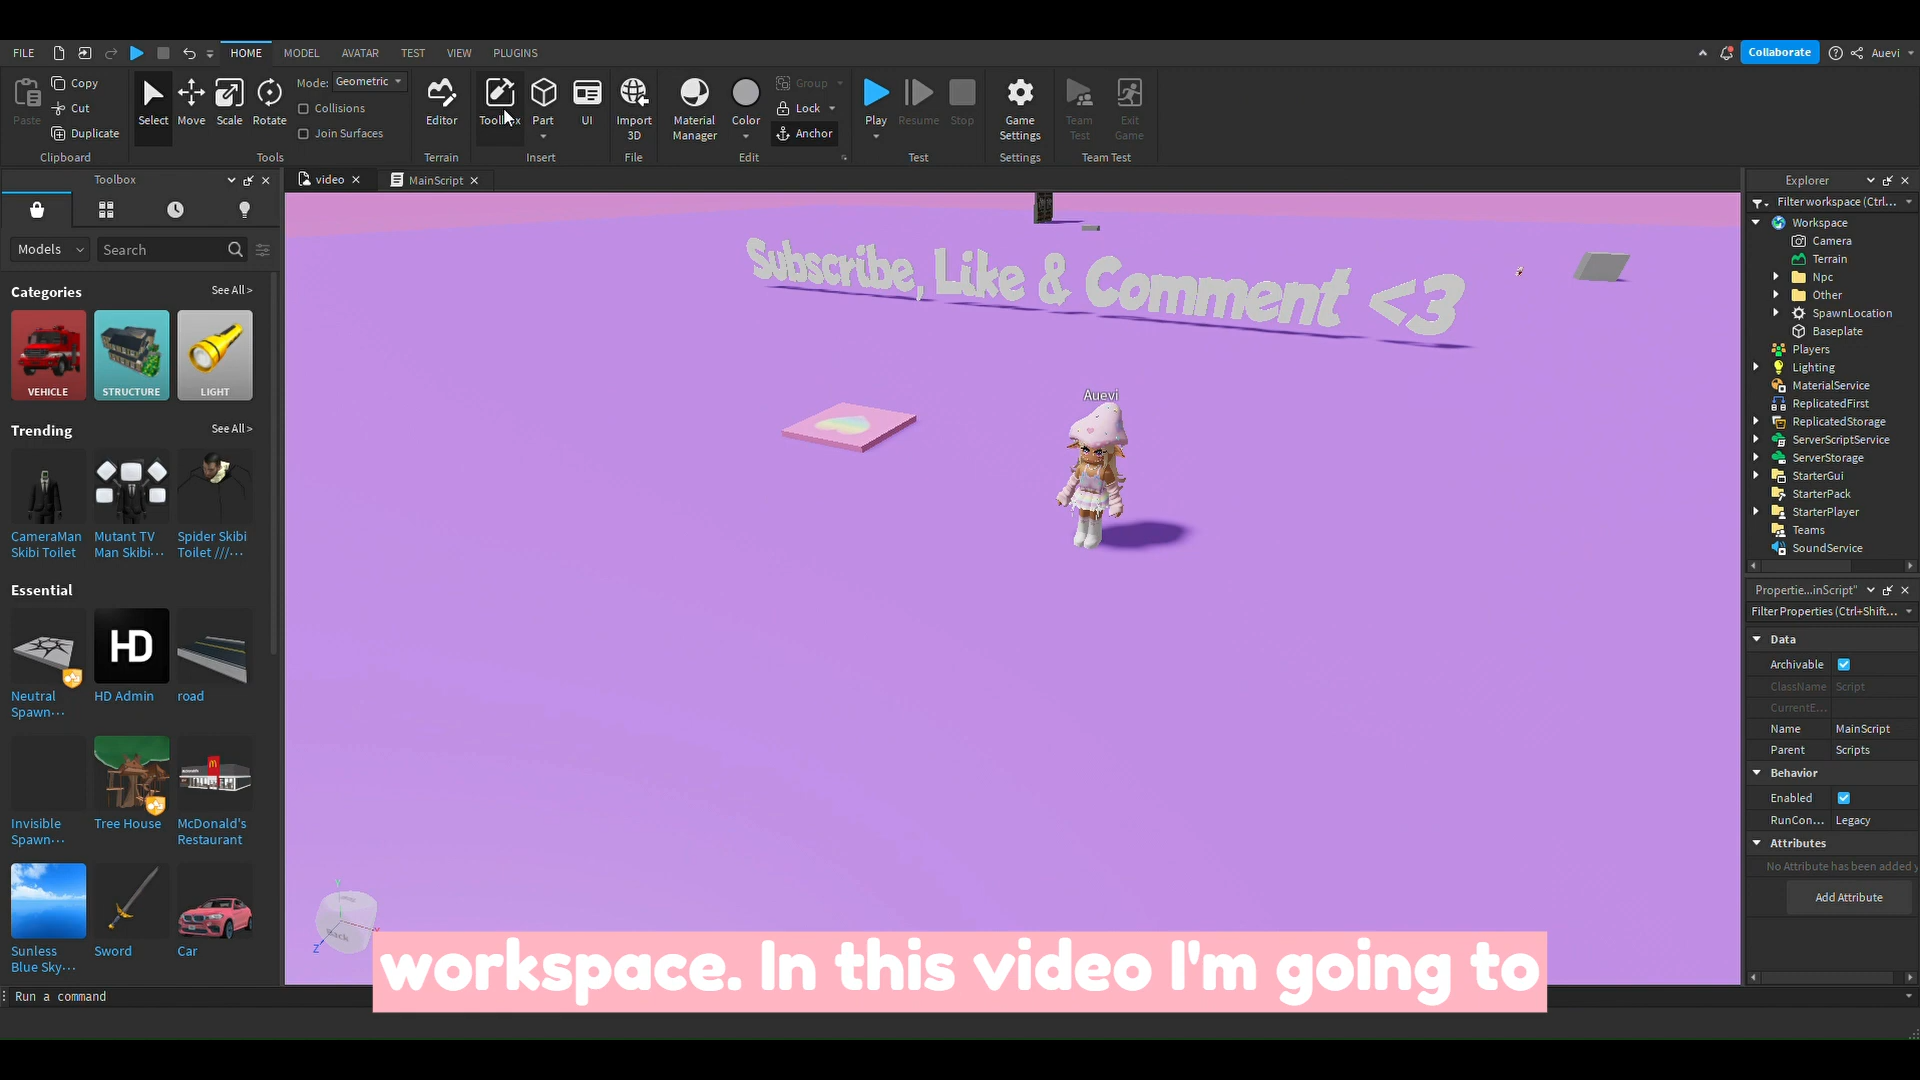 FILE
HOME
MODEL
AVATAR
TEST
VIEW
PLUGINS
Collaborate
Auevi
Paste
Copy
Cut
Duplicate
Clipboard
Select
Move
Scale
Rotate
Mode: Geometric
Collisions
Join Surfaces
Tools
Editor
Terrain
Toolbox
Part
UI
Insert
Import
3D
File
Material
Manager
Color
Group
Lock
Anchor
Edit
Play
Resume
Stop
Test
Game
Settings
Settings
Team
Test
Exit
Game
Team Test
Toolbox
Models
Search
Categories
See All >
VEHICLE
STRUCTURE
LIGHT
Trending
See All >
CameraMan
Skibi Toilet
Mutant TV
Man Skibi···
Spider Skibi
Toilet ///···
Essential
HD
Neutral
Spawn···
HD Admin
road
Invisible
Spawn···
Tree House
McDonald's
Restaurant
Sunless
Blue Sky···
Sword
Car
Run a command
video
MainScript
Subscribe, Like & Comment <3
Auevi
Back
Z
workspace. In this video I'm going to
Explorer
Filter workspace (Ctrl...
Workspace
Camera
Terrain
Npc
Other
SpawnLocation
Baseplate
Players
Lighting
MaterialService
ReplicatedFirst
ReplicatedStorage
ServerScriptService
ServerStorage
StarterGui
StarterPack
StarterPlayer
Teams
SoundService
Propertie...inScript"
Filter Properties (Ctrl+Shift...
Data
Archivable
ClassName Script
CurrentE...
Name MainScript
Parent Scripts
Behavior
Enabled
RunCon... Legacy
Attributes
No Attribute has been added y
Add Attribute